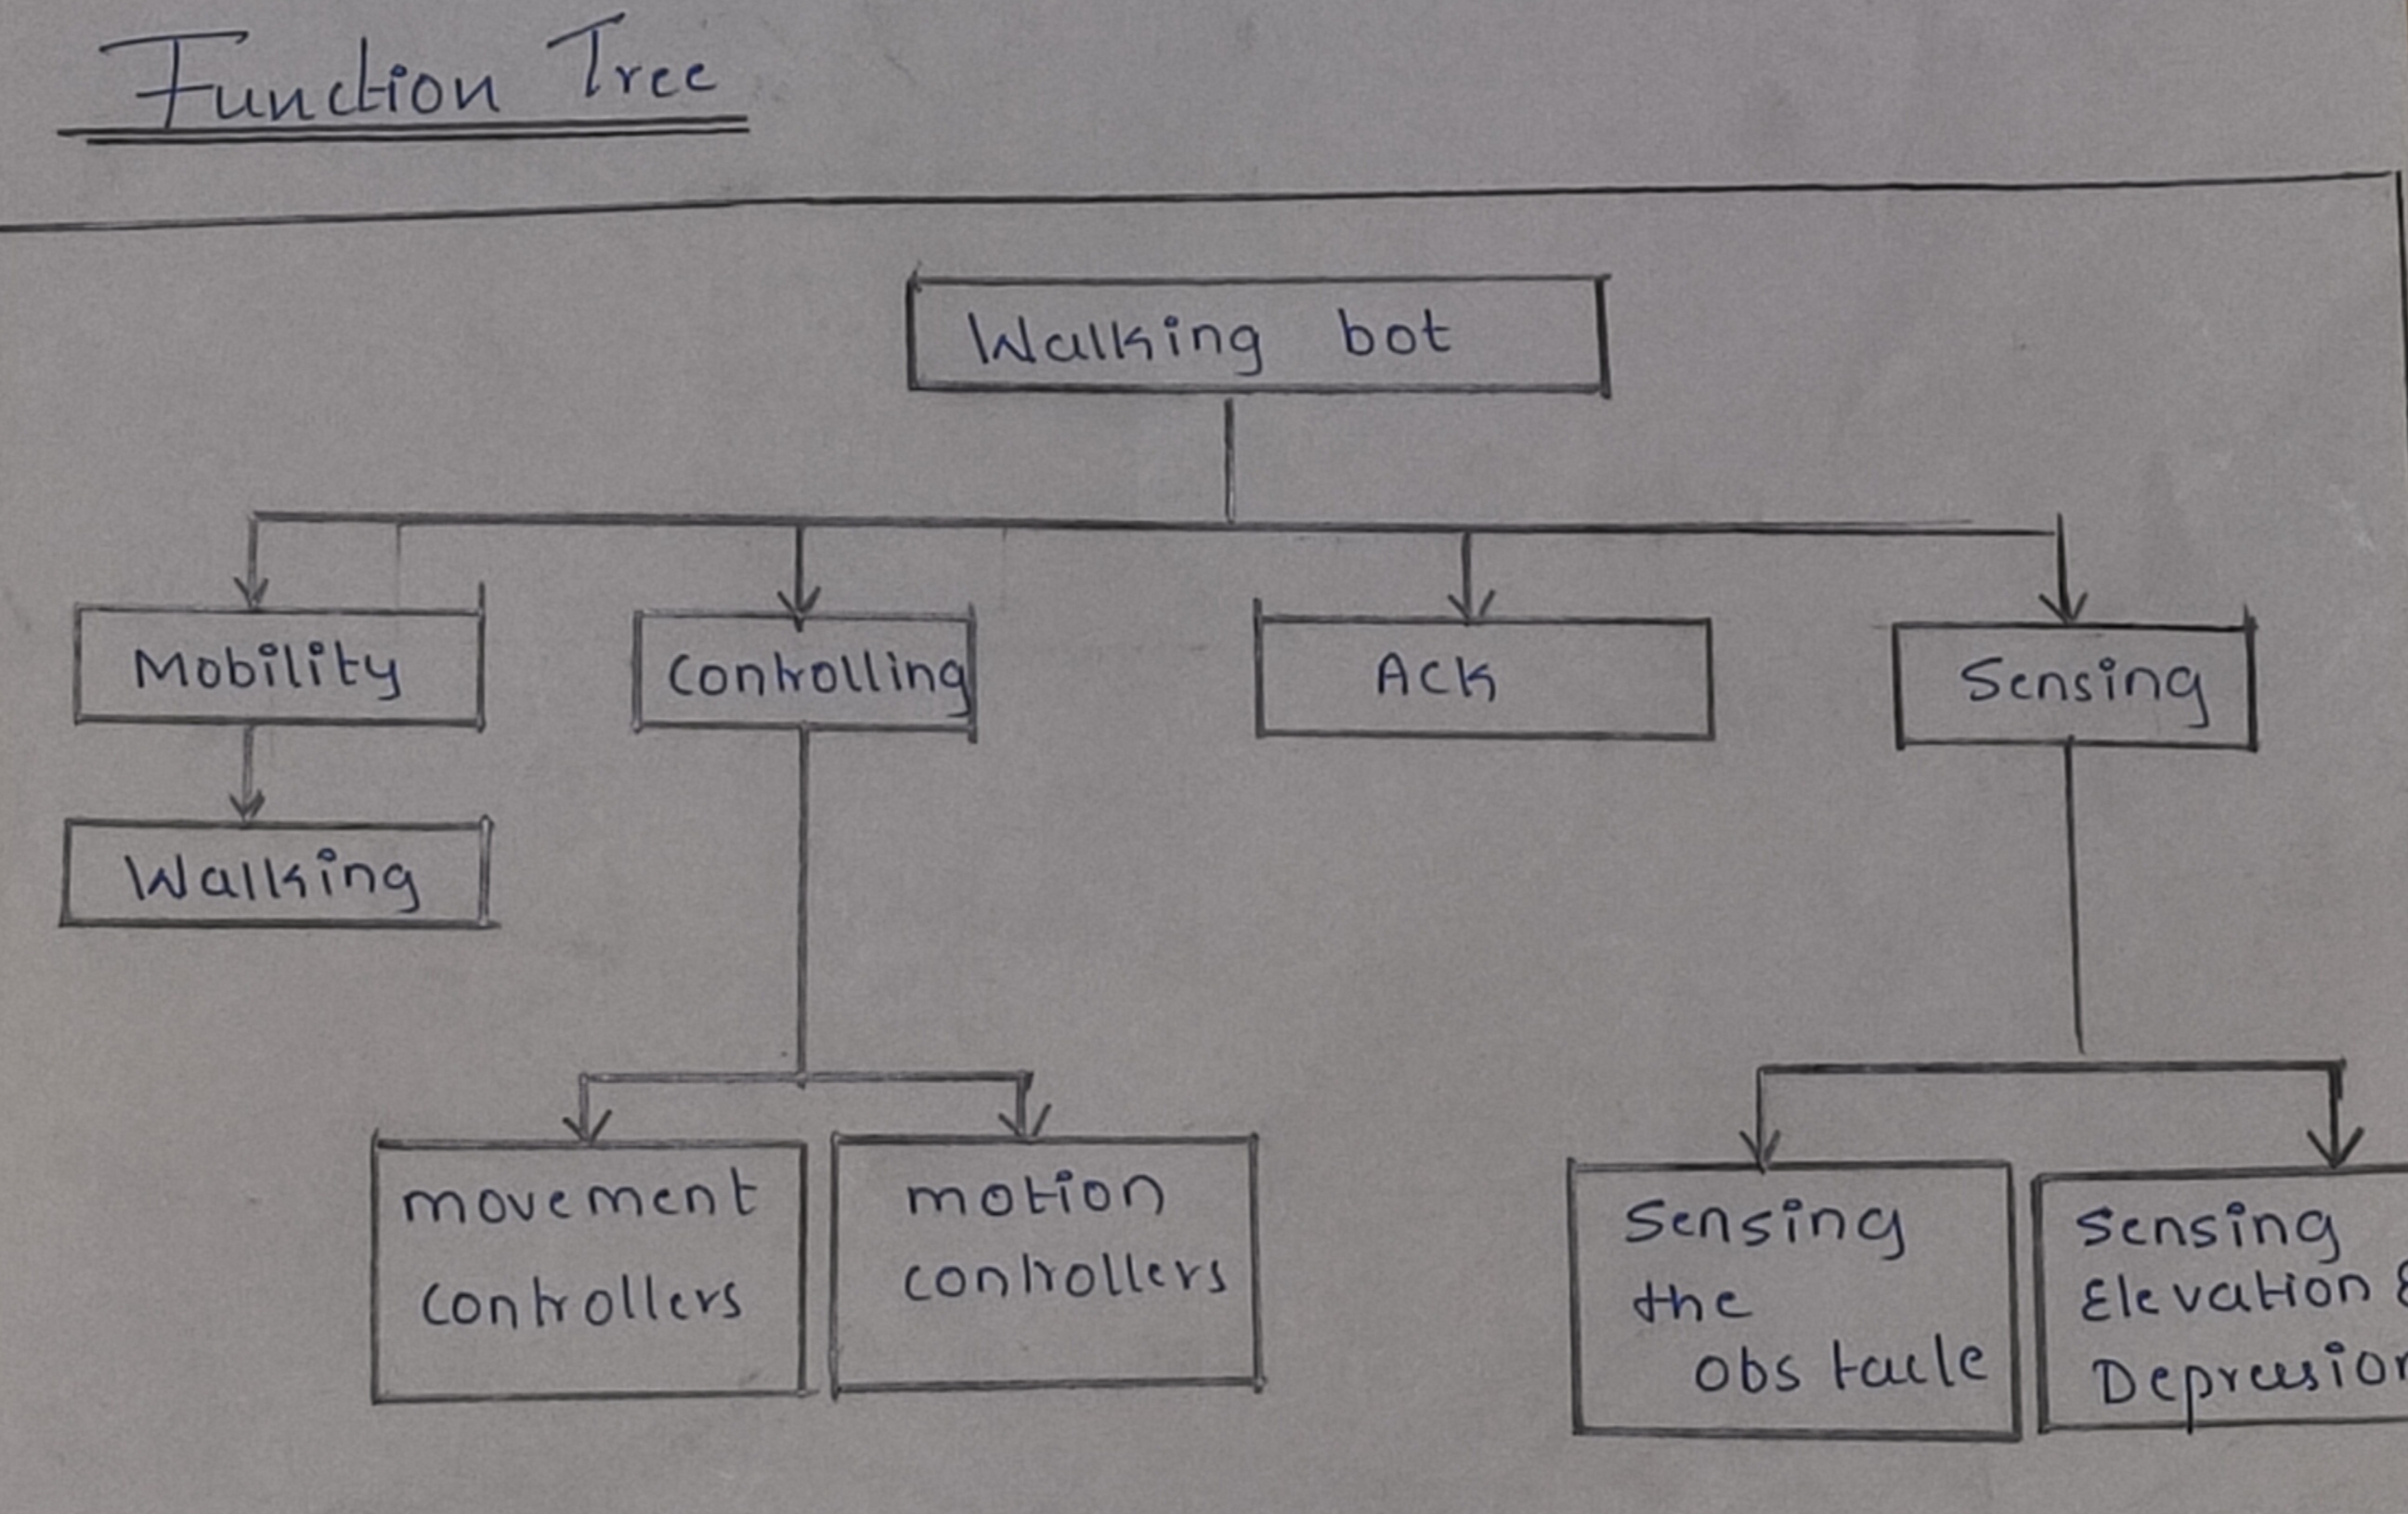 Function Tree
Walking bot
Mobility
Controlling
Ack
Sensing
Walking
movement
controllers
motion
controllers
Sensing
the
obstacle
Sensing
Elevation &
Depression